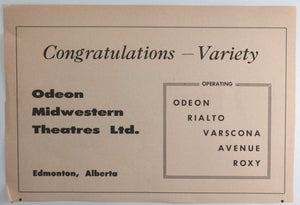 Congratulations – Variety
Odeon
Midwestern
Theatres Ltd.
Edmonton, Alberta
OPERATING
ODEON
RIALTO
VARSCONA
AVENUE
ROXY